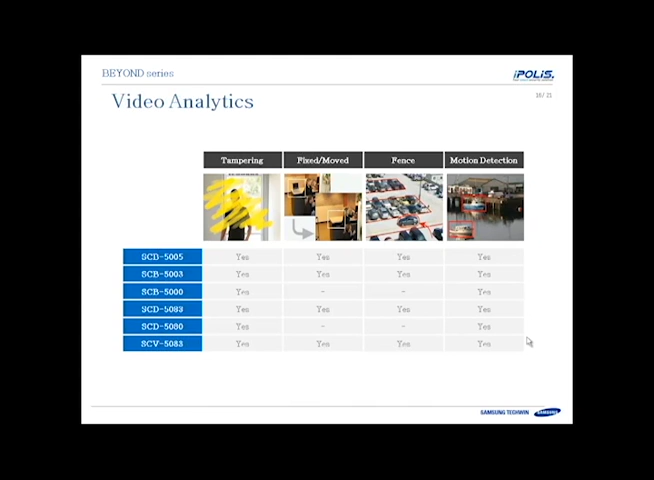 BEYOND series
iPOLiS.
Video Analytics
16/ 21
Tampering Fixed/Moved Fence Motion Detection
SCD-5005 Yes Yes Yes Yes
SCB-5003 Yes Yes Yes Yes
SCB-5000 Yes - - Yes
SCD-5083 Yes Yes Yes Yes
SCD-5080 Yes - - Yes
SCV-5083 Yes Yes Yes Yes
SAMSUNG TECHWIN SAMSUNG